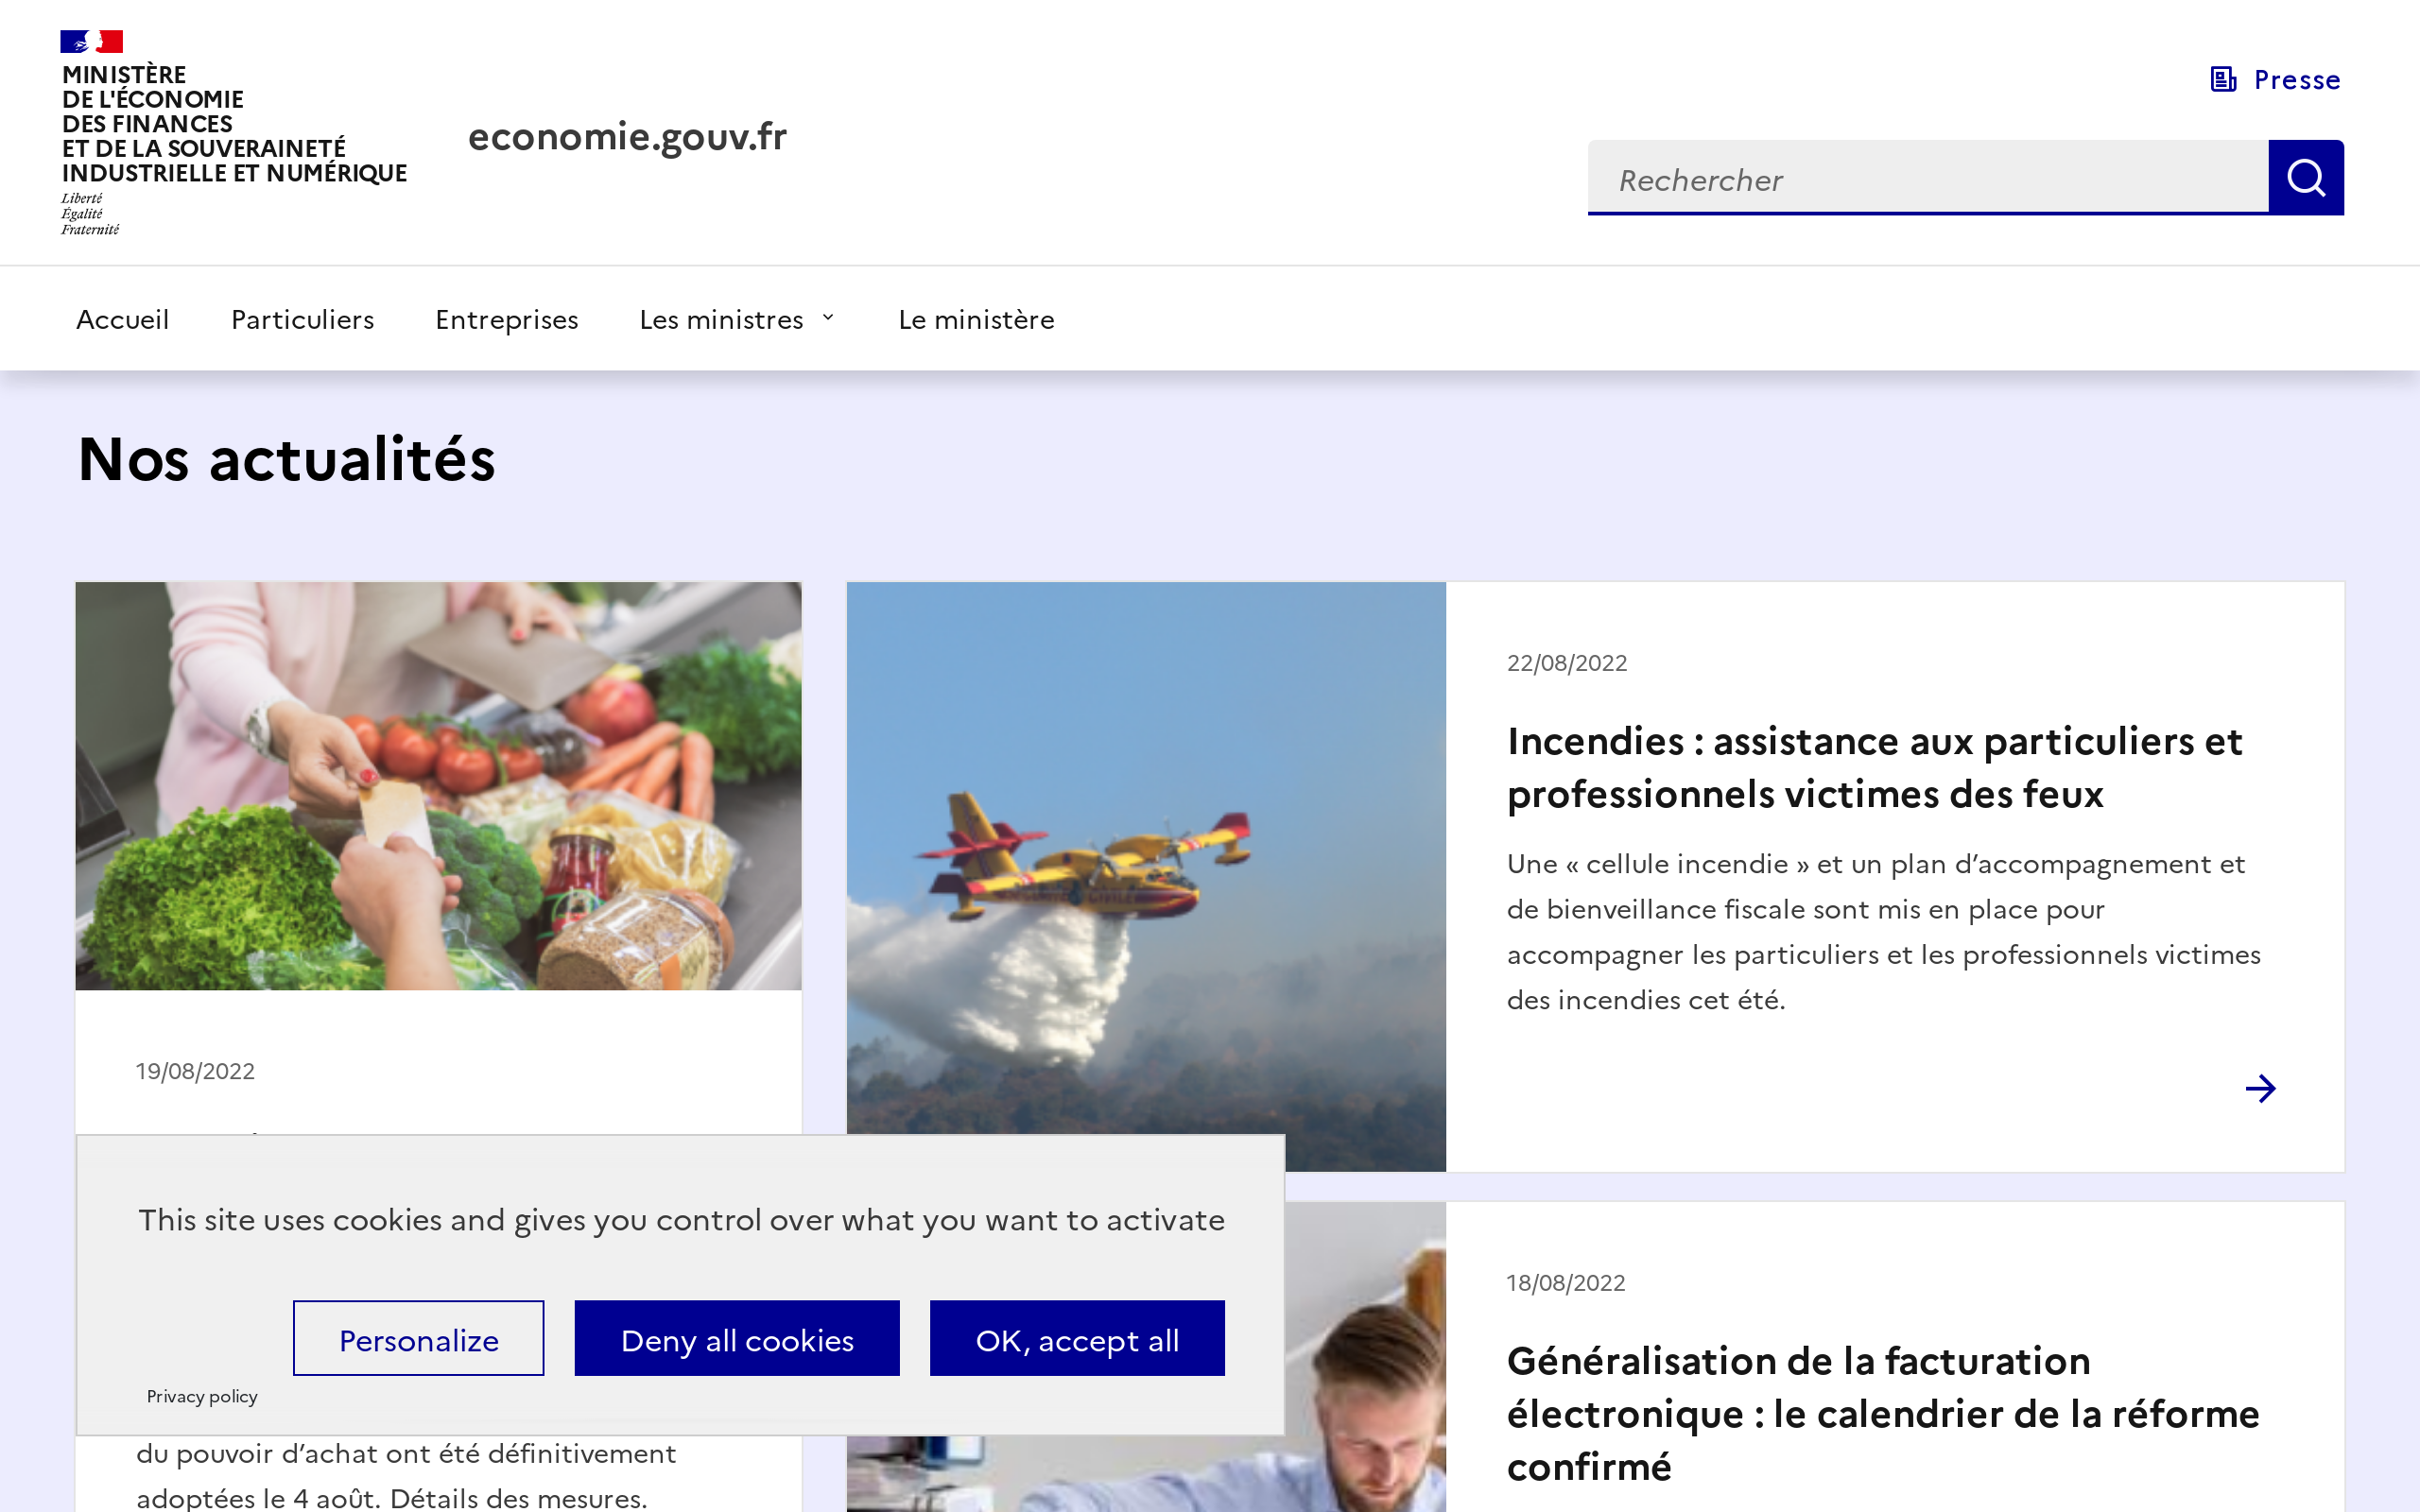 MINISTÈRE
DE L'ÉCONOMIE
DES FINANCES
ET DE LA SOUVERAINETÉ
INDUSTRIELLE ET NUMÉRIQUE
Liberté
Égalité
Fraternité
economie.gouv.fr
Presse
Rechercher
Accueil
Particuliers
Entreprises
Les ministres
Le ministère
Nos actualités
19/08/2022
22/08/2022
Incendies : assistance aux particuliers et
professionnels victimes des feux
Une « cellule incendie » et un plan d’accompagnement et
de bienveillance fiscale sont mis en place pour
accompagner les particuliers et les professionnels victimes
des incendies cet été.
This site uses cookies and gives you control over what you want to activate
Personalize
Deny all cookies
OK, accept all
Privacy policy
du pouvoir d’achat ont été définitivement
adoptées le 4 août. Détails des mesures.
18/08/2022
Généralisation de la facturation
électronique : le calendrier de la réforme
confirmé